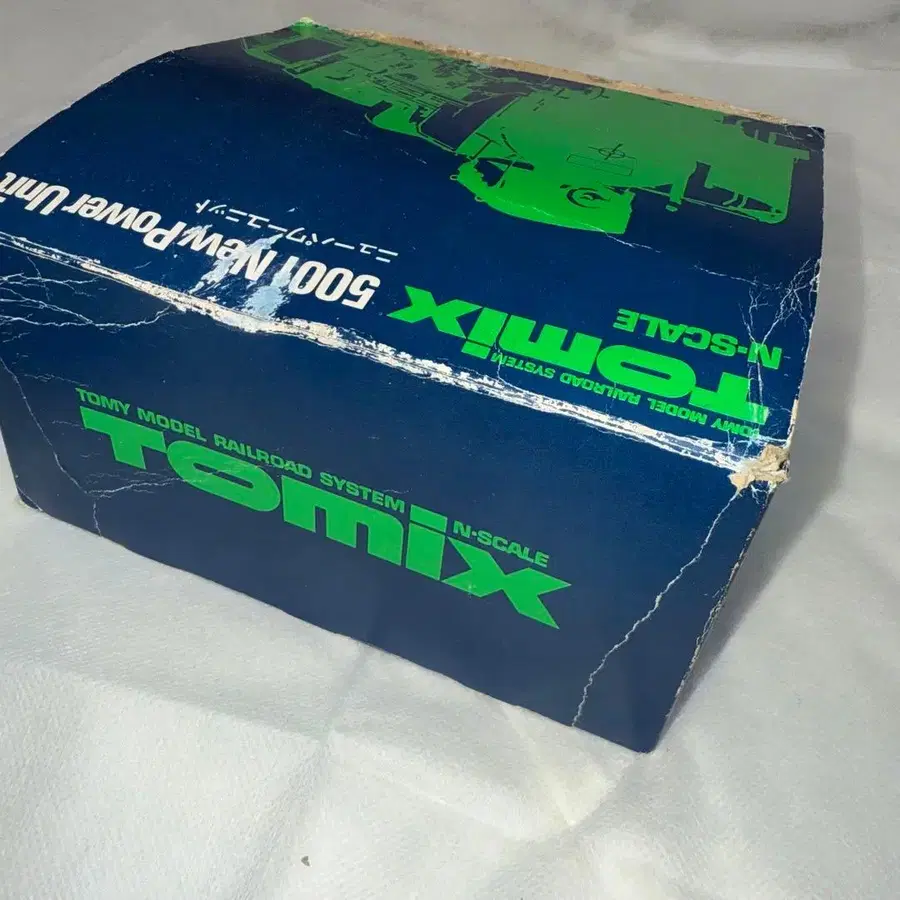 TOMY MODEL RAILROAD SYSTEM
N-SCALE
TOMIX
5001 New Power Unit
ニューパワーユニット
TOMY MODEL RAILROAD SYSTEM N·SCALE
TOMIX